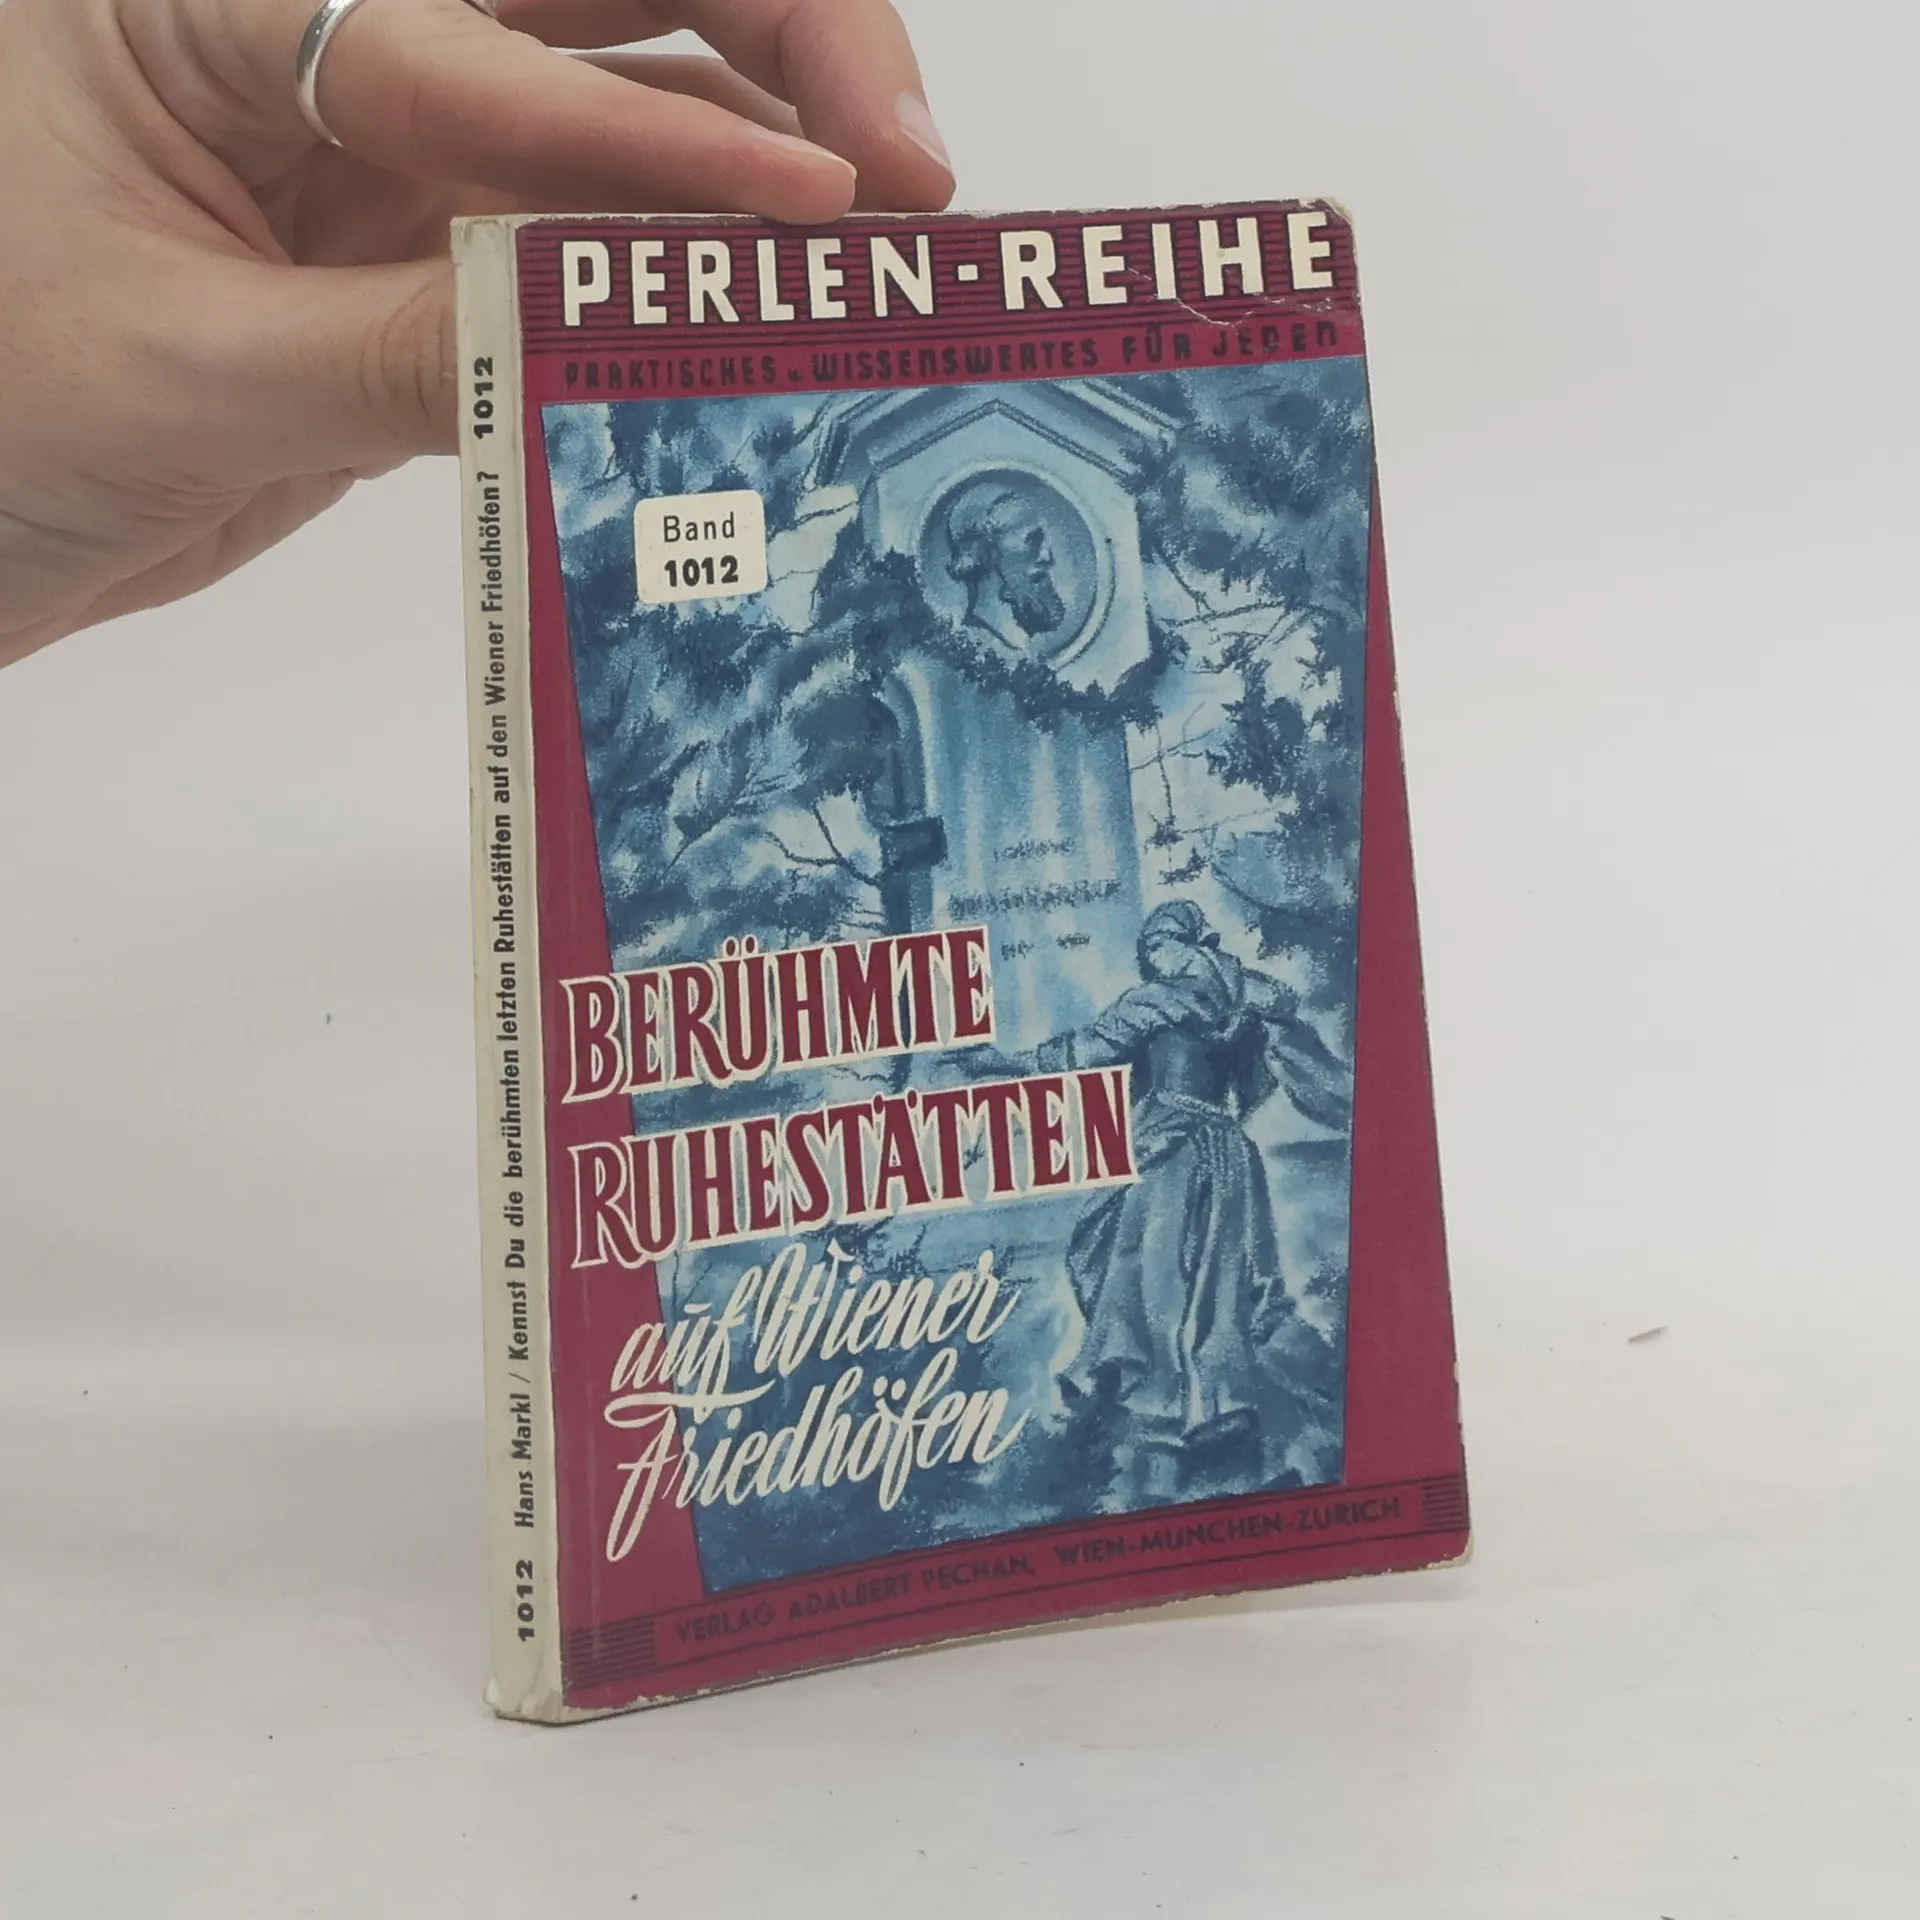 PERLEN-REIHE
PRAKTISCHES u. WISSENSWERTES FÜR JEDEN
Band
1012
BERÜHMTE
RUHESTÄTTEN
auf Wiener
Friedhöfen
VERLAG ADALBERT PECHAN, WIEN-MÜNCHEN-ZÜRICH
1012 Hans Markl / Kennst Du die berühmten letzten Ruhestätten auf den Wiener Friedhöfen? 1012